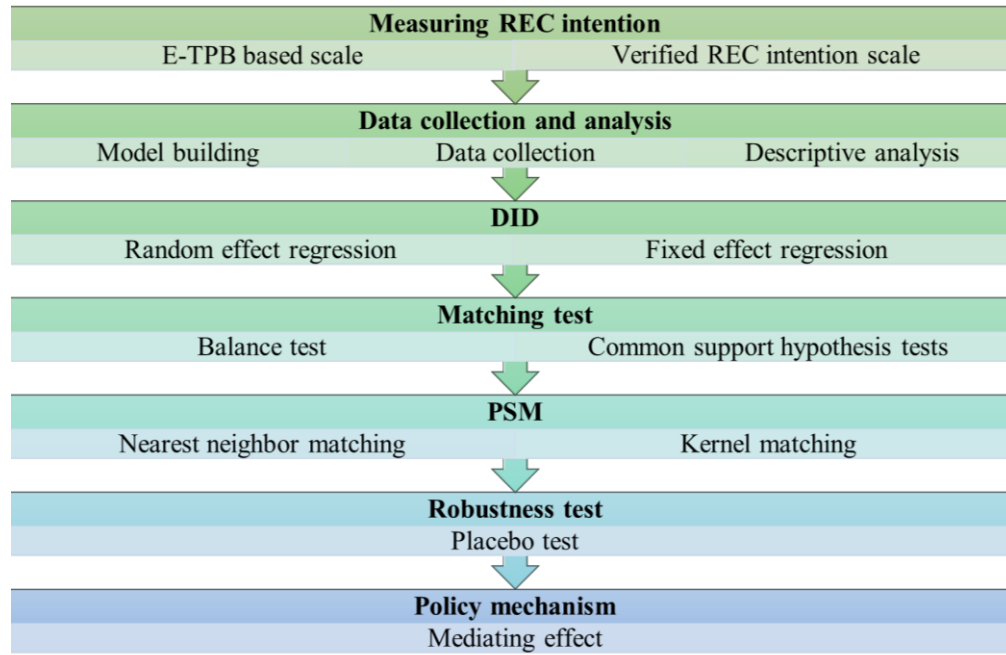 Measuring REC intention
E-TPB based scale Verified REC intention scale
Data collection and analysis
Model building Data collection Descriptive analysis
DID
Random effect regression Fixed effect regression
Matching test
Balance test Common support hypothesis tests
PSM
Nearest neighbor matching Kernel matching
Robustness test
Placebo test
Policy mechanism
Mediating effect